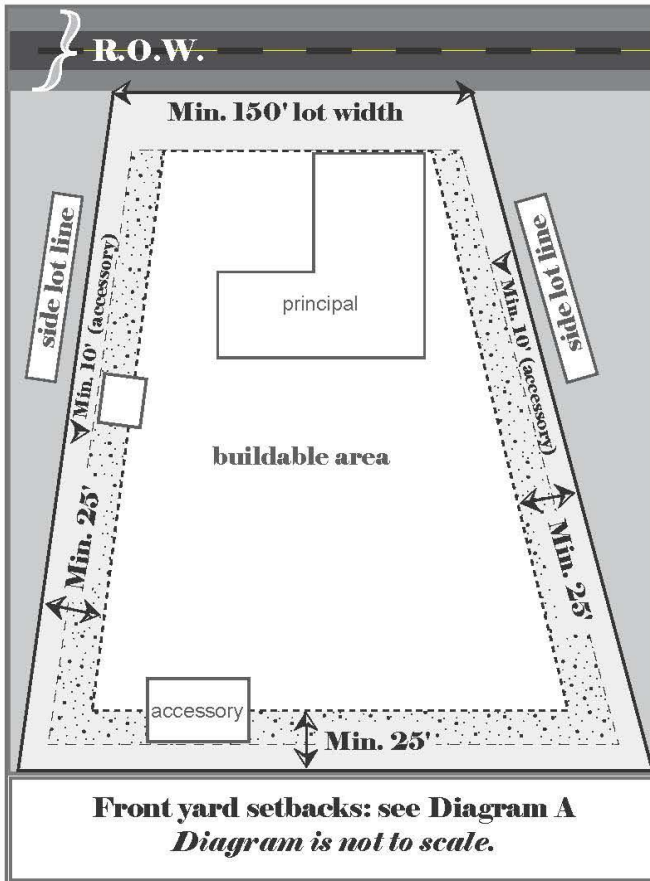 R.O.W.
Min. 150' lot width
side lot line
Min. 10' (accessory)
principal
Min. 10' (accessory)
side lot line
buildable area
Min. 25'
Min. 25'
accessory
Min. 25'
Front yard setbacks: see Diagram A
Diagram is not to scale.